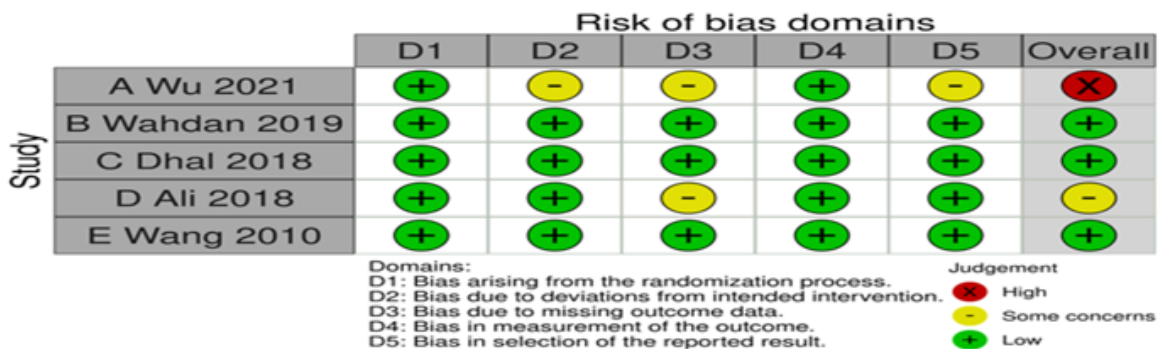 Risk of bias domains
D1 D2 D3 D4 D5 Overall
Study
A Wu 2021 + - - + - X
B Wahdan 2019 + + + + + +
C Dhal 2018 + + + + + +
D Ali 2018 + + - + + -
E Wang 2010 + + + + + +
Domains:
D1: Bias arising from the randomization process.
D2: Bias due to deviations from intended intervention.
D3: Bias due to missing outcome data.
D4: Bias in measurement of the outcome.
D5: Bias in selection of the reported result.
Judgement
X High
- Some concerns
+ Low